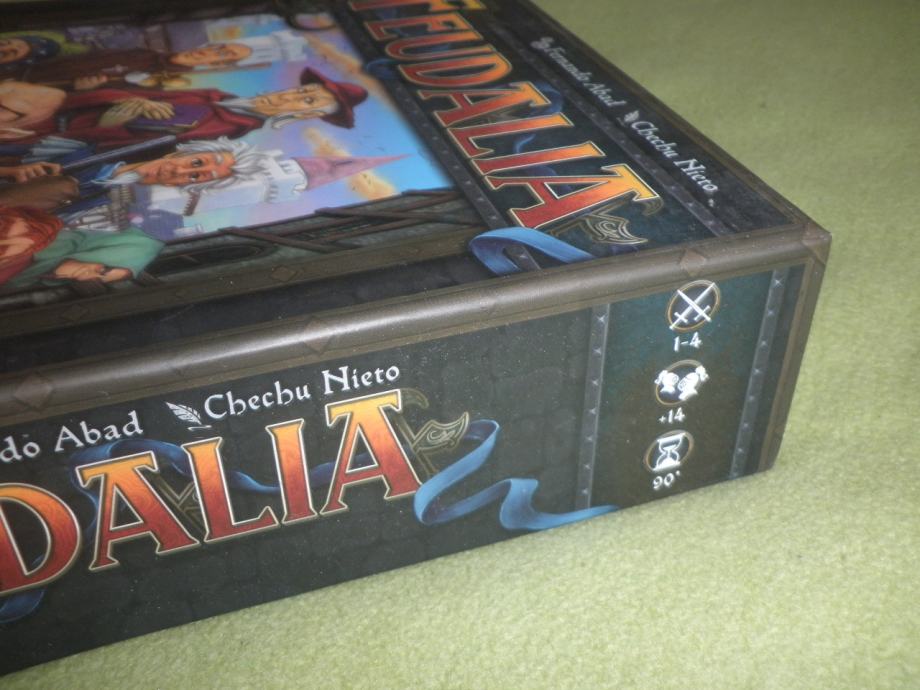 FEUDALIA
Fernando Abad
Chechu Nieto
do Abad
Chechu Nieto
DALIA
1-4
+14
90'